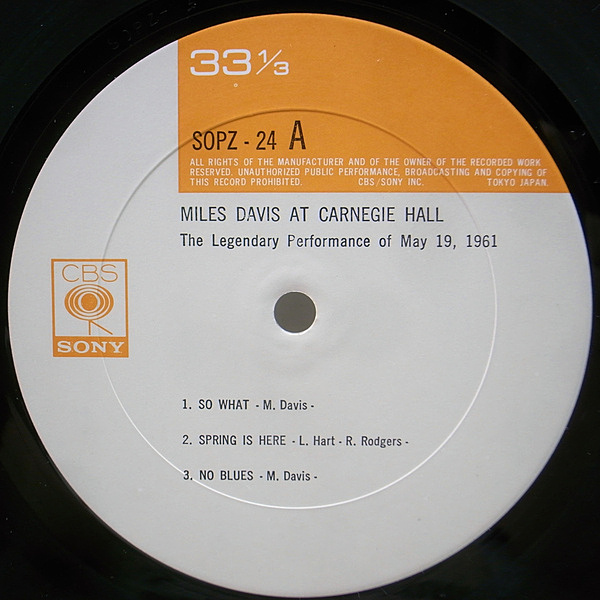 33 1/3
SOPZ - 24 A
ALL RIGHTS OF THE MANUFACTURER AND OF THE OWNER OF THE RECORDED WORK
RESERVED. UNAUTHORIZED PUBLIC PERFORMANCE, BROADCASTING AND COPYING OF
THIS RECORD PROHIBITED. CBS/SONY INC. TOKYO JAPAN.
MILES DAVIS AT CARNEGIE HALL
The Legendary Performance of May 19, 1961
CBS
SONY
1. SO WHAT - M. Davis -
2. SPRING IS HERE - L. Hart - R. Rodgers -
3. NO BLUES - M. Davis -